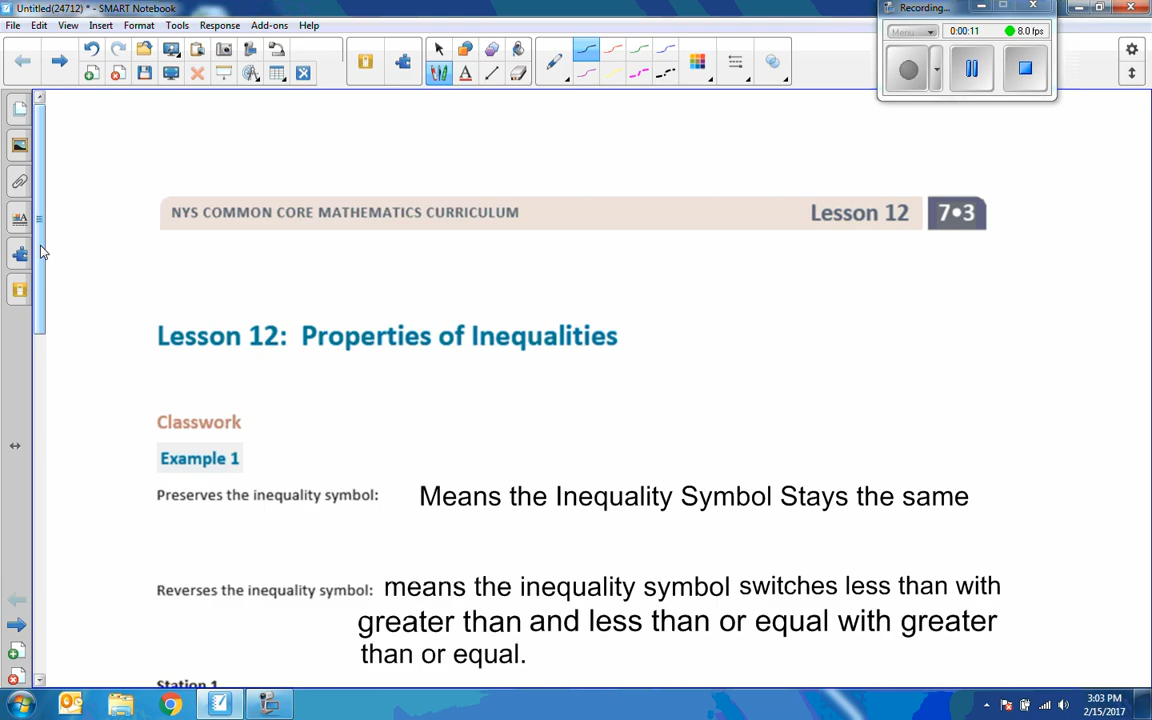 Untitled(24712) * - SMART Notebook
Recording...
File Edit View Insert Format Tools Response Add-ons Help
Menu 0:00:11 8.0 fps
NYS COMMON CORE MATHEMATICS CURRICULUM Lesson 12 7•3
Lesson 12: Properties of Inequalities
Classwork
Example 1
Preserves the inequality symbol: Means the Inequality Symbol Stays the same
Reverses the inequality symbol: means the inequality symbol switches less than with
greater than and less than or equal with greater
than or equal.
Station 1
3:03 PM
2/15/2017